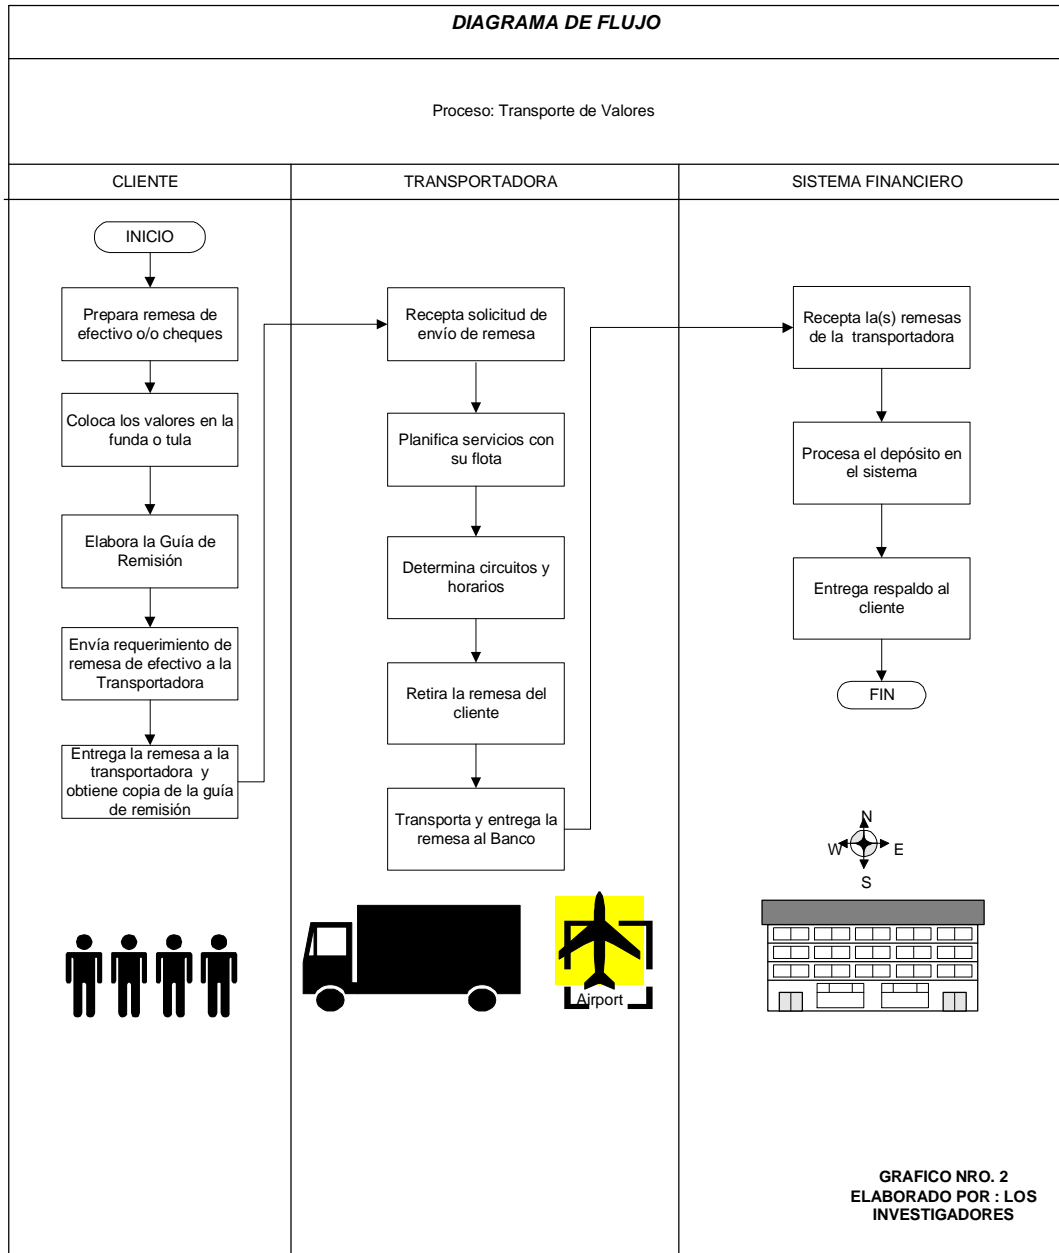 DIAGRAMA DE FLUJO
Proceso: Transporte de Valores
CLIENTE
TRANSPORTADORA
SISTEMA FINANCIERO
INICIO
Prepara remesa de
efectivo o/o cheques
Coloca los valores en la
funda o tula
Elabora la Guía de
Remisión
Envía requerimiento de
remesa de efectivo a la
Transportadora
Entrega la remesa a la
transportadora y
obtiene copia de la guía
de remisión
Recepta solicitud de
envío de remesa
Planifica servicios con
su flota
Determina circuitos y
horarios
Retira la remesa del
cliente
Transporta y entrega la
remesa al Banco
Recepta la(s) remesas
de la transportadora
Procesa el depósito en
el sistema
Entrega respaldo al
cliente
FIN
N
W
E
S
Airport
GRAFICO NRO. 2
ELABORADO POR : LOS
INVESTIGADORES